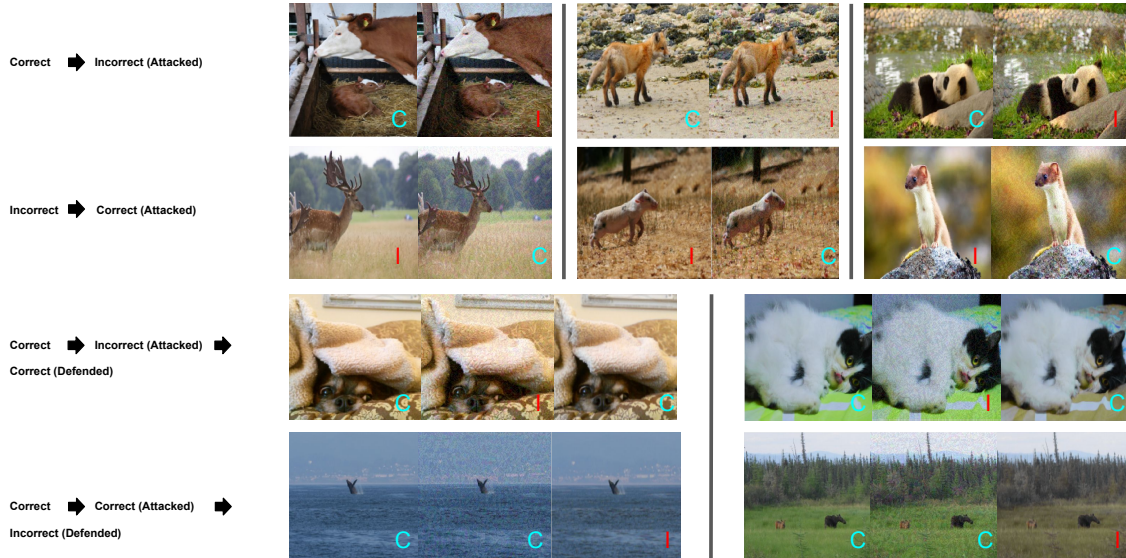 Correct Incorrect (Attacked)
C I C I C I
Incorrect Correct (Attacked)
I C I C I C
Correct Incorrect (Attacked)
Correct (Defended)
C I C C I C
Correct Correct (Attacked)
Incorrect (Defended)
C C I C C I